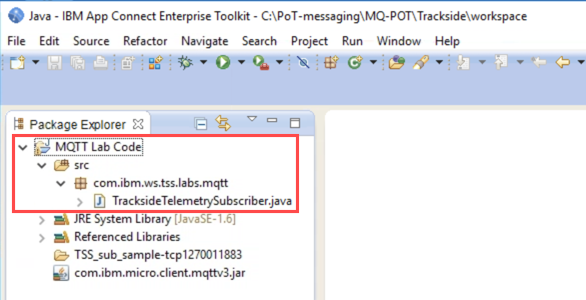 Java - IBM App Connect Enterprise Toolkit - C:\PoT-messaging\MQ-POT\Trackside\workspace
File Edit Source Refactor Navigate Search Project Run Window Help
Package Explorer
MQTT Lab Code
src
com.ibm.ws.tss.labs.mqtt
TracksideTelemetrySubscriber.java
JRE System Library [JavaSE-1.6]
Referenced Libraries
TSS_sub_sample-tcp1270011883
com.ibm.micro.client.mqttv3.jar